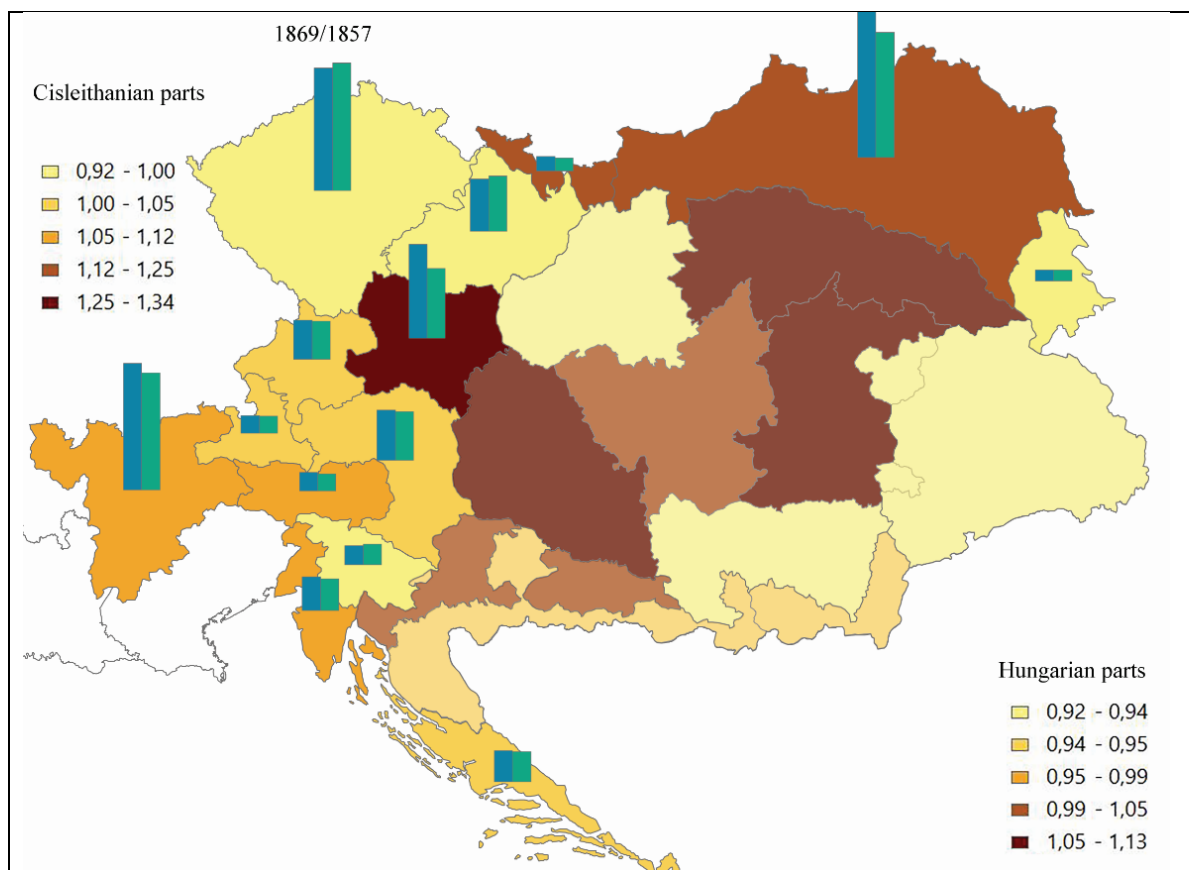 1869/1857
Cisleithanian parts
0,92 - 1,00
1,00 - 1,05
1,05 - 1,12
1,12 - 1,25
1,25 - 1,34
Hungarian parts
0,92 - 0,94
0,94 - 0,95
0,95 - 0,99
0,99 - 1,05
1,05 - 1,13